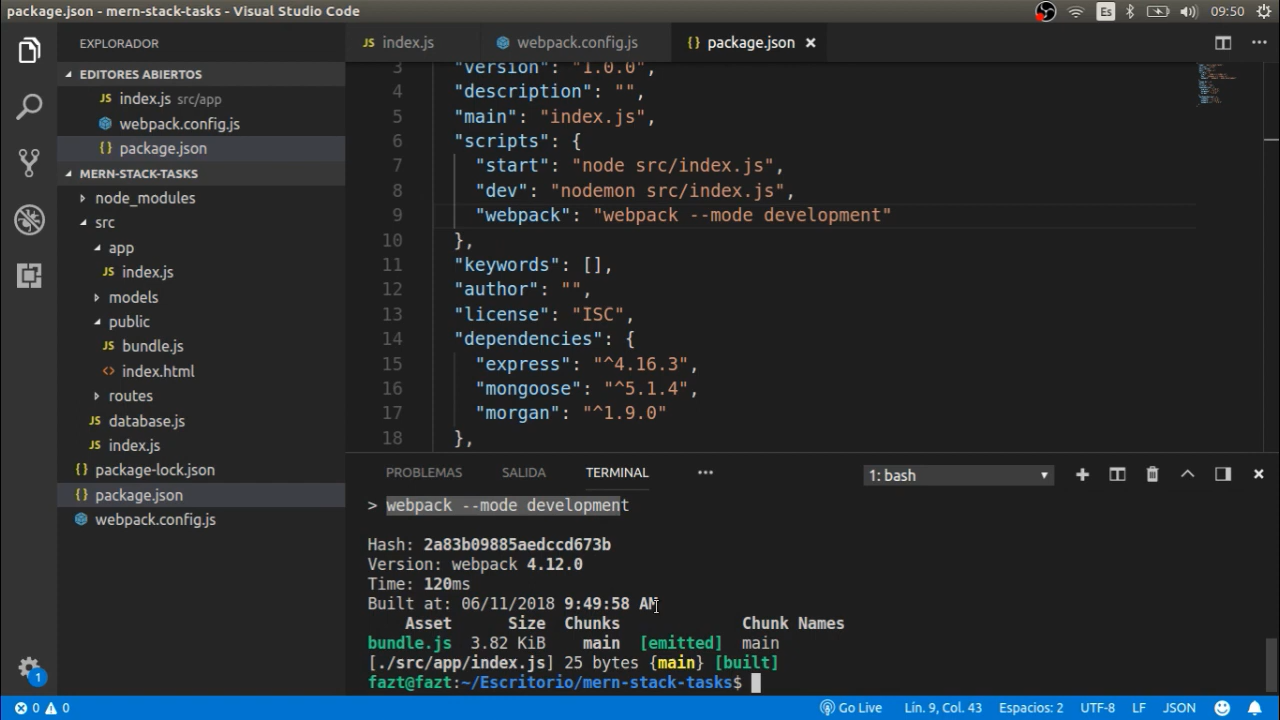 package.json - mern-stack-tasks - Visual Studio Code
Es
09:50
EXPLORADOR
EDITORES ABIERTOS
index.js src/app
webpack.config.js
package.json
MERN-STACK-TASKS
node_modules
src
app
index.js
models
public
bundle.js
index.html
routes
database.js
index.js
package-lock.json
package.json
webpack.config.js
1
index.js
webpack.config.js
package.json
3 "version": "1.0.0",
4 "description": "",
5 "main": "index.js",
6 "scripts": {
7 "start": "node src/index.js",
8 "dev": "nodemon src/index.js",
9 "webpack": "webpack --mode development"
10 },
11 "keywords": [],
12 "author": "",
13 "license": "ISC",
14 "dependencies": {
15 "express": "^4.16.3",
16 "mongoose": "^5.1.4",
17 "morgan": "^1.9.0"
18 },
PROBLEMAS SALIDA TERMINAL ••• 1: bash
> webpack --mode development
Hash: 2a83b09885aedccd673b
Version: webpack 4.12.0
Time: 120ms
Built at: 06/11/2018 9:49:58 AM
Asset Size Chunks Chunk Names
bundle.js 3.82 KiB main [emitted] main
[./src/app/index.js] 25 bytes {main} [built]
fazt@fazt:~/Escritorio/mern-stack-tasks$
0 0 Go Live Lín. 9, Col. 43 Espacios: 2 UTF-8 LF JSON